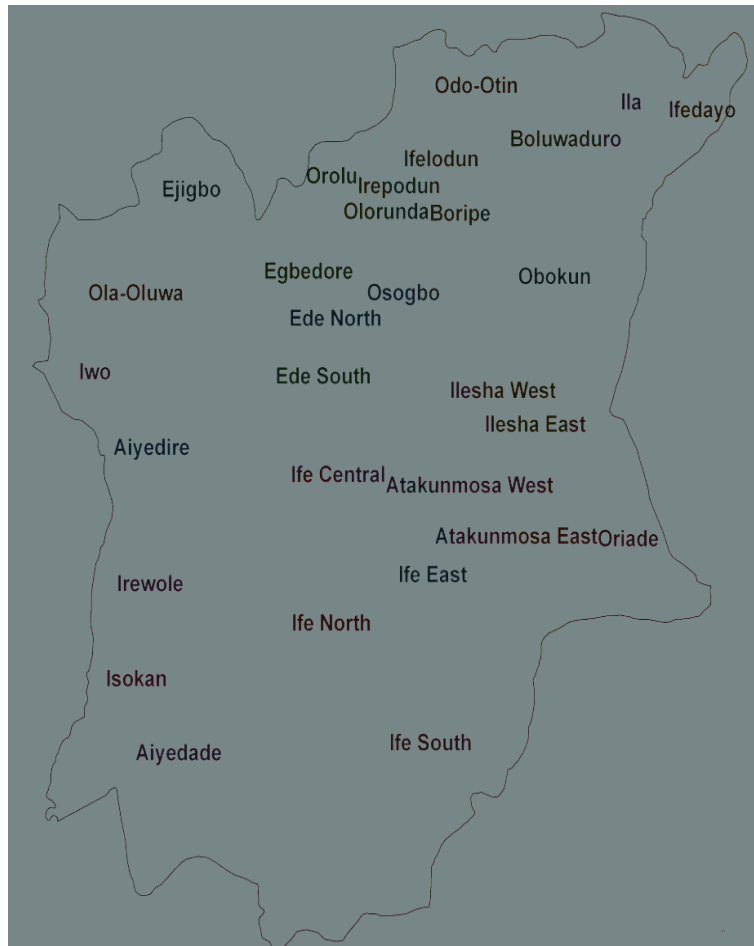 Odo-Otin
Ila
Ifedayo
Boluwaduro
Ifelodun
Orolu
Irepodun
Ejigbo
Olorunda
Boripe
Egbedore
Obokun
Ola-Oluwa
Osogbo
Ede North
Iwo
Ede South
Ilesha West
Ilesha East
Aiyedire
Ife Central
Atakunmosa West
Atakunmosa East
Oriade
Ife East
Irewole
Ife North
Isokan
Ife South
Aiyedade